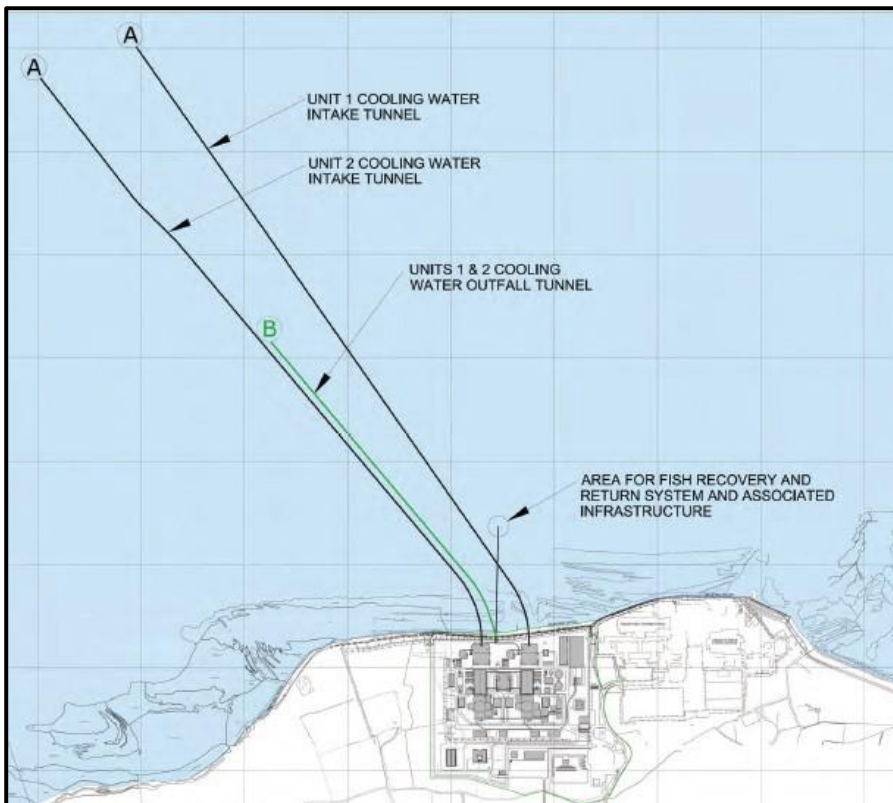 A
A
UNIT 1 COOLING WATER
INTAKE TUNNEL
UNIT 2 COOLING WATER
INTAKE TUNNEL
UNITS 1 & 2 COOLING
WATER OUTFALL TUNNEL
B
AREA FOR FISH RECOVERY AND
RETURN SYSTEM AND ASSOCIATED
INFRASTRUCTURE